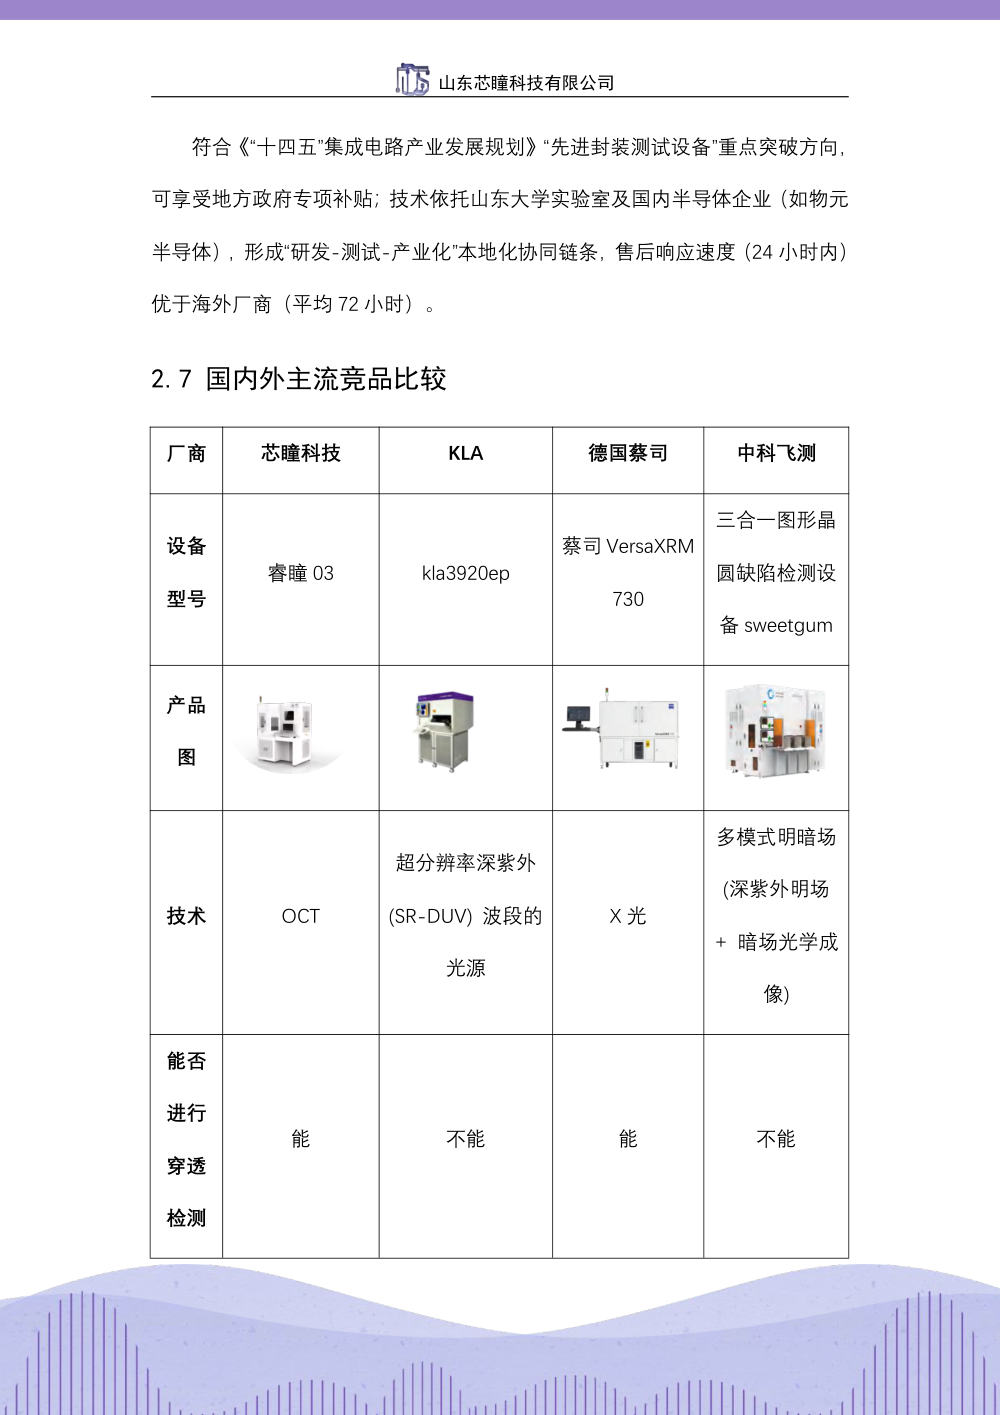 山东芯瞳科技有限公司
符合《“十四五”集成电路产业发展规划》“先进封装测试设备”重点突破方向，
可享受地方政府专项补贴；技术依托山东大学实验室及国内半导体企业（如物元
半导体），形成“研发-测试-产业化”本地化协同链条，售后响应速度（24 小时内）
优于海外厂商（平均 72 小时）。
2.7 国内外主流竞品比较
厂商
芯瞳科技
KLA
德国蔡司
中科飞测
设备
型号
睿瞳 03
kla3920ep
蔡司 VersaXRM
730
三合一图形晶
圆缺陷检测设
备 sweetgum
产品
图
技术
OCT
超分辨率深紫外
(SR-DUV) 波段的
光源
X 光
多模式明暗场
(深紫外明场
+ 暗场光学成
像)
能否
进行
穿透
检测
能
不能
能
不能